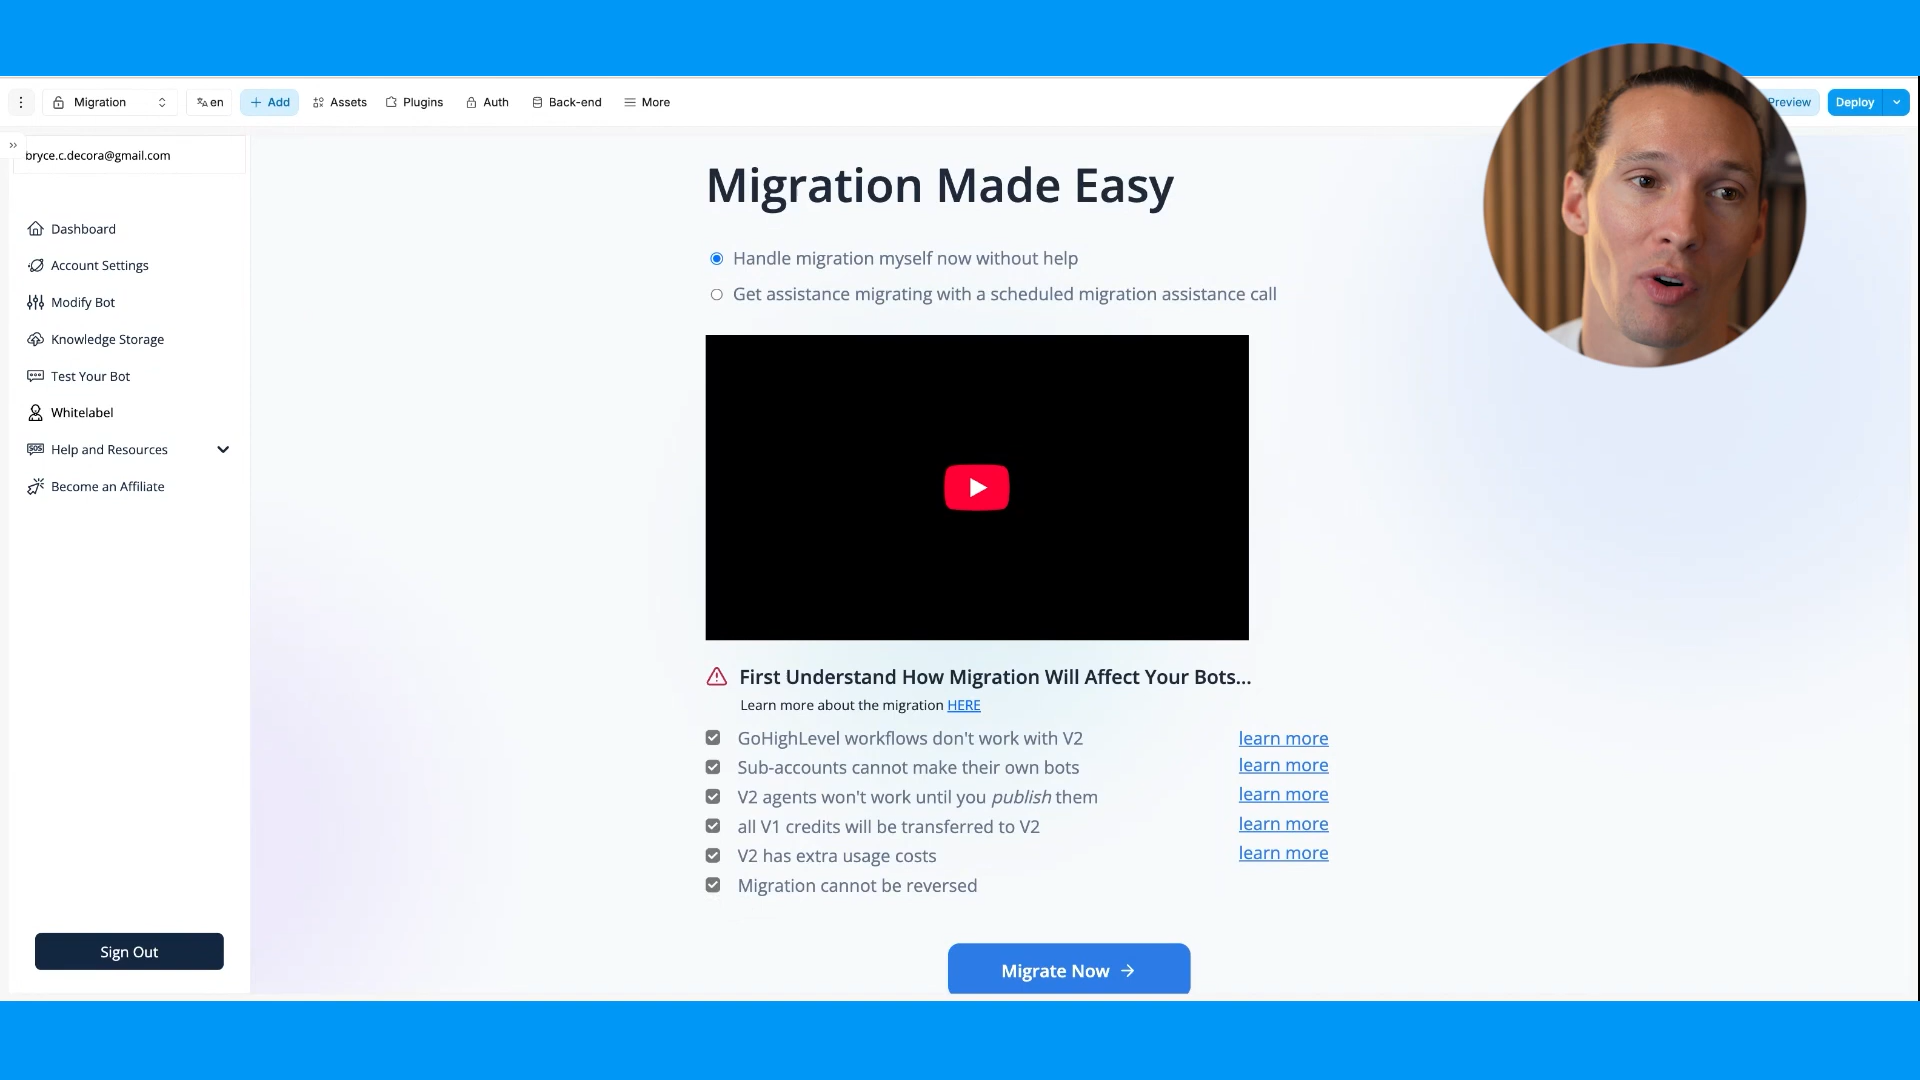 Migration
en
Add
Assets
Plugins
Auth
Back-end
More
Preview
Deploy
bryce.c.decora@gmail.com
Dashboard
Account Settings
Modify Bot
Knowledge Storage
Test Your Bot
Whitelabel
Help and Resources
Become an Affiliate
Sign Out
Migration Made Easy
Handle migration myself now without help
Get assistance migrating with a scheduled migration assistance call
First Understand How Migration Will Affect Your Bots...
Learn more about the migration HERE
GoHighLevel workflows don't work with V2 learn more
Sub-accounts cannot make their own bots learn more
V2 agents won't work until you publish them learn more
all V1 credits will be transferred to V2 learn more
V2 has extra usage costs learn more
Migration cannot be reversed
Migrate Now